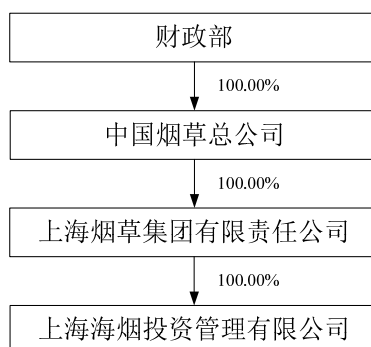 财政部
100.00%
中国烟草总公司
100.00%
上海烟草集团有限责任公司
100.00%
上海海烟投资管理有限公司